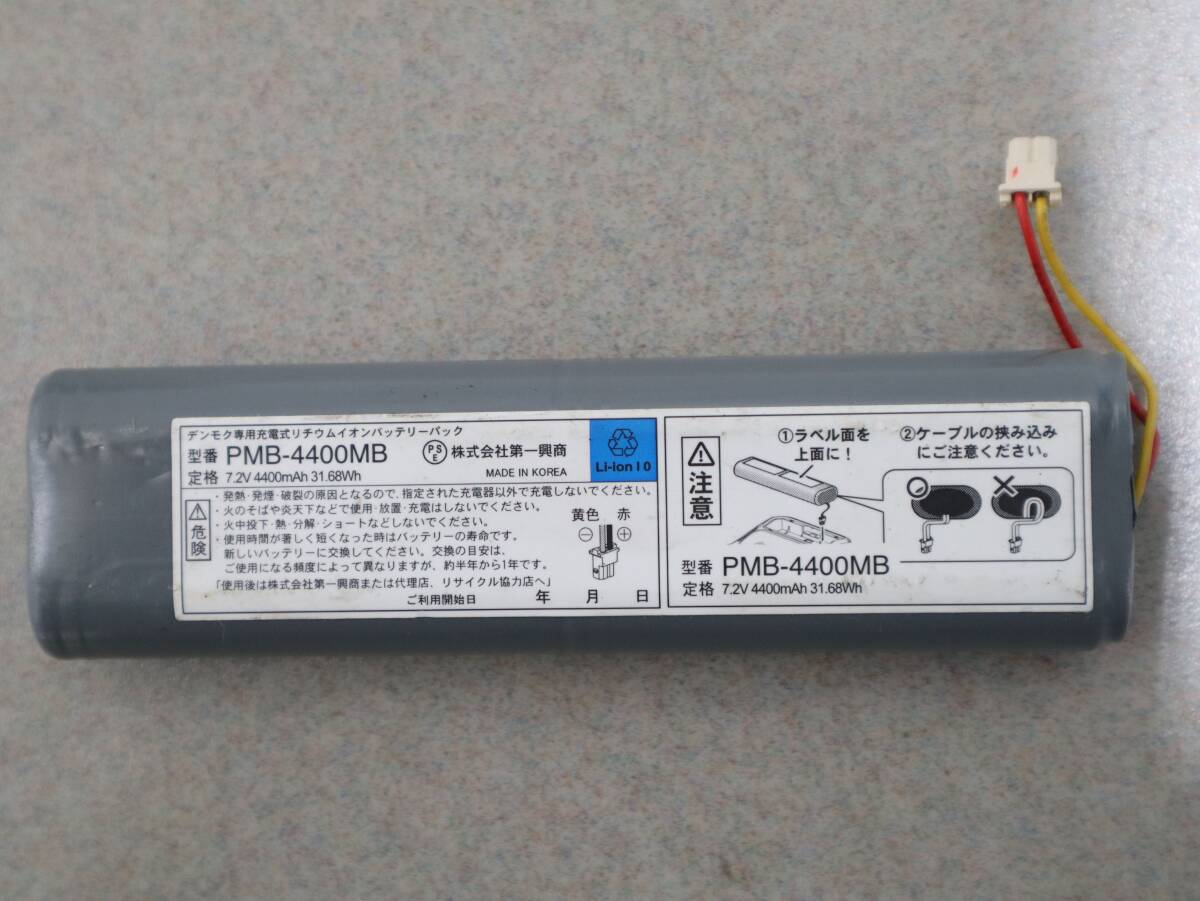 デンモク専用充電式リチウムイオンバッテリーパック
型番 PMB-4400MB
PSE 株式会社第一興商
定格 7.2V 4400mAh 31.68Wh
MADE IN KOREA
Li-ion 10
危険
・発熱・発煙・破裂の原因となるので、指定された充電器以外で充電しないでください。
・火のそばや炎天下などで使用・放置・充電はしないでください。
・火中投下・熱・分解・ショートなどしないでください。
・使用時間が著しく短くなった時はバッテリーの寿命です。
新しいバッテリーに交換してください。交換の目安は、
ご使用になる頻度によって異なりますが、約半年から1年です。
「使用後は株式会社第一興商または代理店、リサイクル協力店へ」
ご利用開始日 年 月 日
黄色 赤
⊖ ⊕
注意
①ラベル面を
上面に！
②ケーブルの挟み込み
にご注意ください。
型番 PMB-4400MB
定格 7.2V 4400mAh 31.68Wh